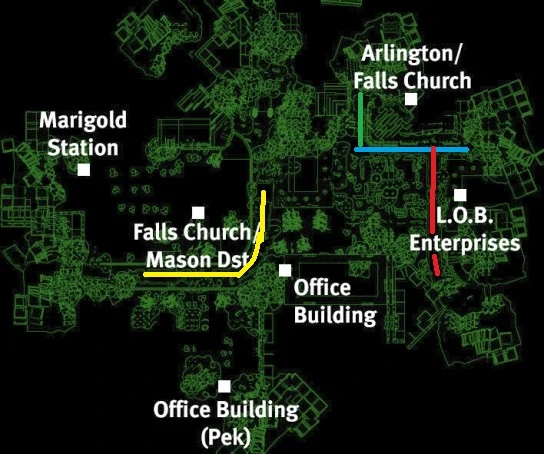 Arlington/
Falls Church
Marigold
Station
Falls Church/
Mason Dst
L.O.B.
Enterprises
Office
Building
Office Building
(Pek)